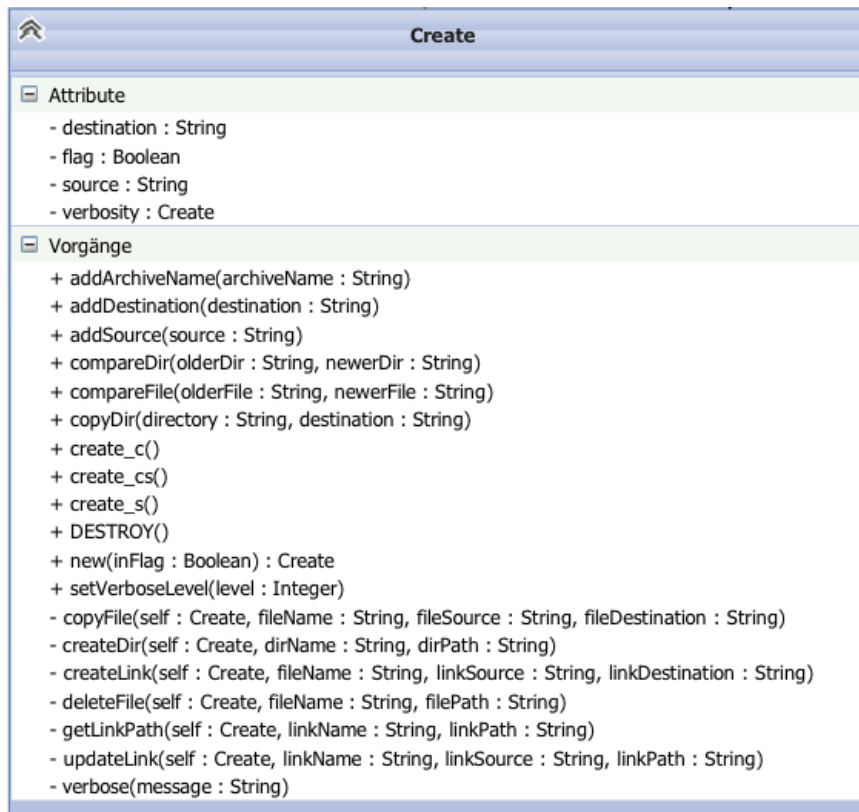 Create
Attribute
- destination : String
- flag : Boolean
- source : String
- verbosity : Create
Vorgänge
+ addArchiveName(archiveName : String)
+ addDestination(destination : String)
+ addSource(source : String)
+ compareDir(olderDir : String, newerDir : String)
+ compareFile(olderFile : String, newerFile : String)
+ copyDir(directory : String, destination : String)
+ create_c()
+ create_cs()
+ create_s()
+ DESTROY()
+ new(inFlag : Boolean) : Create
+ setVerboseLevel(level : Integer)
- copyFile(self : Create, fileName : String, fileSource : String, fileDestination : String)
- createDir(self : Create, dirName : String, dirPath : String)
- createLink(self : Create, fileName : String, linkSource : String, linkDestination : String)
- deleteFile(self : Create, fileName : String, filePath : String)
- getLinkPath(self : Create, linkName : String, linkPath : String)
- updateLink(self : Create, linkName : String, linkSource : String, linkPath : String)
- verbose(message : String)